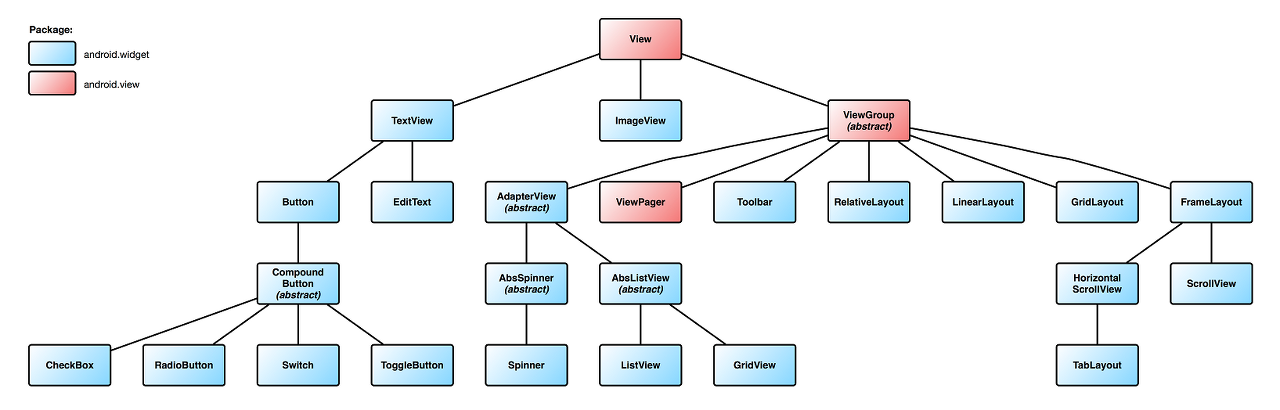 Package:
android.widget
android.view
View
TextView
ImageView
ViewGroup
(abstract)
Button
EditText
AdapterView
(abstract)
ViewPager
Toolbar
RelativeLayout
LinearLayout
GridLayout
FrameLayout
Compound
Button
(abstract)
AbsSpinner
(abstract)
AbsListView
(abstract)
Horizontal
ScrollView
ScrollView
CheckBox
RadioButton
Switch
ToggleButton
Spinner
ListView
GridView
TabLayout